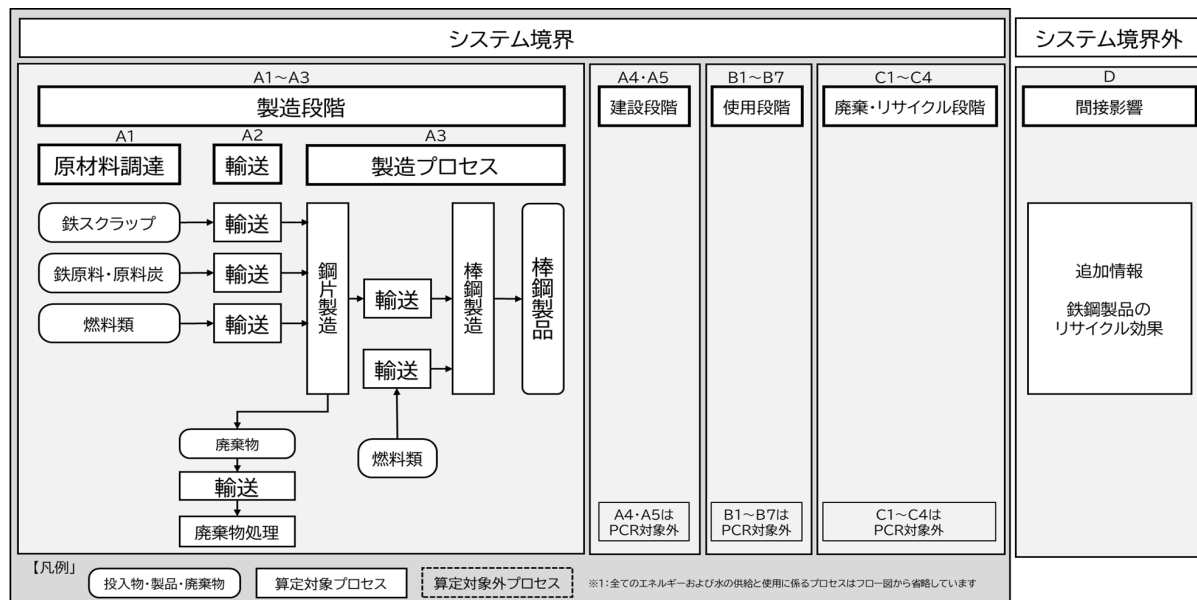 システム境界
システム境界外
A1～A3
製造段階
A4・A5
建設段階
B1～B7
使用段階
C1～C4
廃棄・リサイクル段階
D
間接影響
A1
原材料調達
A2
輸送
A3
製造プロセス
鉄スクラップ
輸送
鉄原料・原料炭
輸送
燃料類
輸送
鋼片製造
輸送
輸送
燃料類
棒鋼製造
棒鋼製品
廃棄物
輸送
廃棄物処理
A4・A5は
PCR対象外
B1～B7は
PCR対象外
C1～C4は
PCR対象外
追加情報
鉄鋼製品の
リサイクル効果
【凡例」
投入物・製品・廃棄物
算定対象プロセス
算定対象外プロセス
※1：全てのエネルギーおよび水の供給と使用に係るプロセスはフロー図から省略しています